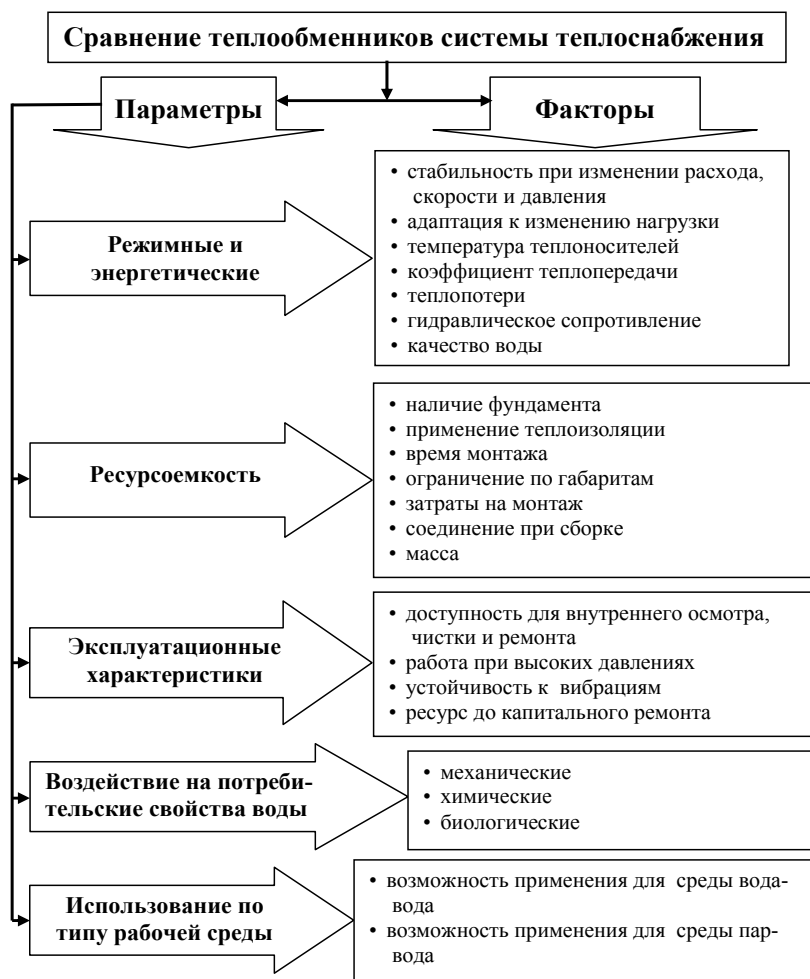 Сравнение теплообменников системы теплоснабжения
Параметры
Факторы
Режимные и
энергетические
• стабильность при изменении расхода,
скорости и давления
• адаптация к изменению нагрузки
• температура теплоносителей
• коэффициент теплопередачи
• теплопотери
• гидравлическое сопротивление
• качество воды
Ресурсоемкость
• наличие фундамента
• применение теплоизоляции
• время монтажа
• ограничение по габаритам
• затраты на монтаж
• соединение при сборке
• масса
Эксплуатационные
характеристики
• доступность для внутреннего осмотра,
чистки и ремонта
• работа при высоких давлениях
• устойчивость к вибрациям
• ресурс до капитального ремонта
Воздействие на потреби-
тельские свойства воды
• механические
• химические
• биологические
Использование по
типу рабочей среды
• возможность применения для среды вода-
вода
• возможность применения для среды пар-
вода